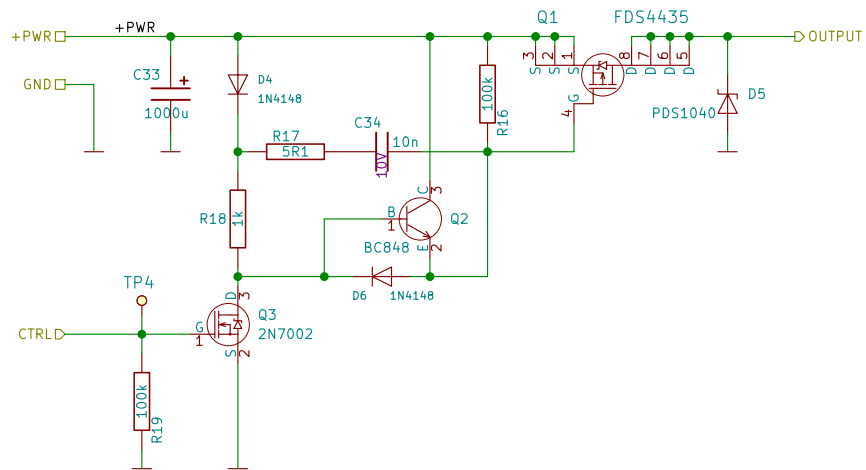 Q1 FDS4435
+PWR +PWR OUTPUT
3 2 1 8 7 6 5
S S S D D D D
C33 + D4
GND 1N4148 100k G D5
1000u 4 PDS1040
R17 C34 R16
5R1 10V 10n
R18 1k B C 3 Q2
1
BC848 E 2
TP4 D6 1N4148
D 3 Q3
CTRL G 2N7002
1 S 2
100k
R19